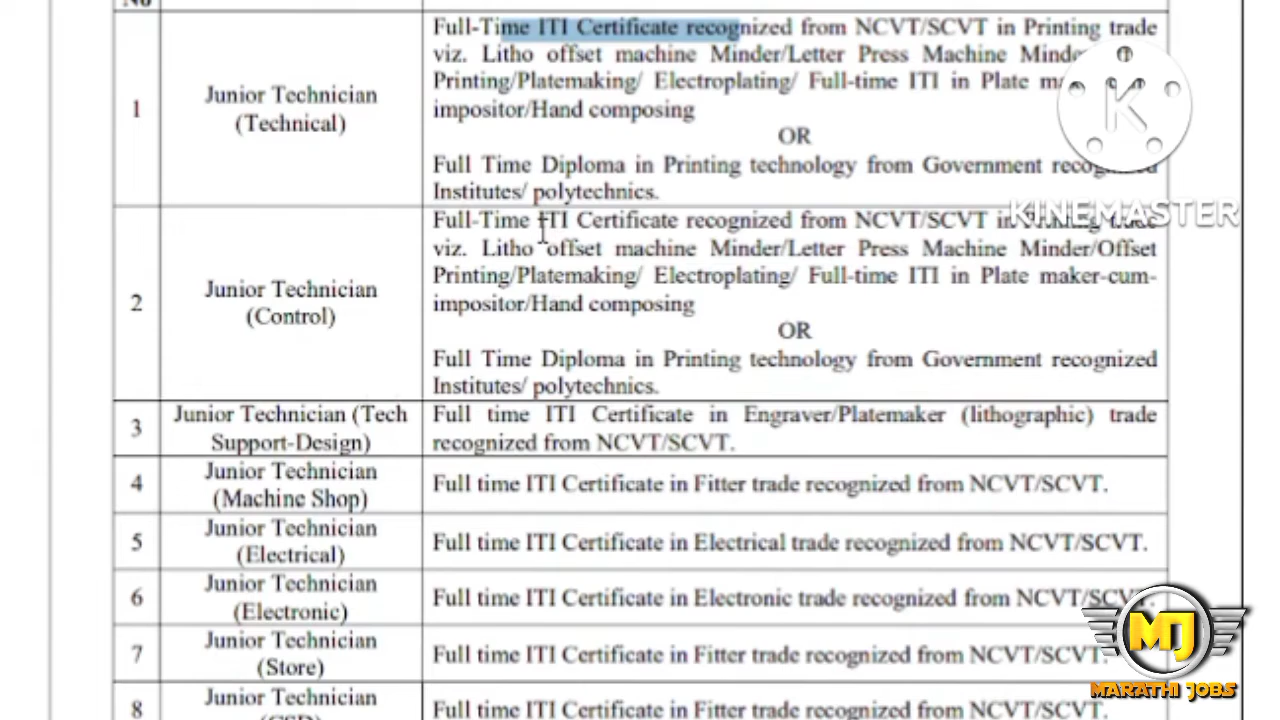 No
1
Junior Technician
(Technical)
Full-Time ITI Certificate recognized from NCVT/SCVT in Printing trade
viz. Litho offset machine Minder/Letter Press Machine
Printing/Platemaking/ Electroplating/ Full-time ITI in Plate
impositor/Hand composing
OR
Full Time Diploma in Printing technology from Government
Institutes/ polytechnics.
2
Junior Technician
(Control)
Full-Time ITI Certificate recognized from NCVT/SCVT in Printing trade
viz. Litho offset machine Minder/Letter Press Machine Minder/Offset
Printing/Platemaking/ Electroplating/ Full-time ITI in Plate maker-cum-
impositor/Hand composing
OR
Full Time Diploma in Printing technology from Government recognized
Institutes/ polytechnics.
3
Junior Technician (Tech
Support-Design)
Full time ITI Certificate in Engraver/Platemaker (lithographic) trade
recognized from NCVT/SCVT.
4
Junior Technician
(Machine Shop)
Full time ITI Certificate in Fitter trade recognized from NCVT/SCVT.
5
Junior Technician
(Electrical)
Full time ITI Certificate in Electrical trade recognized from NCVT/SCVT.
6
Junior Technician
(Electronic)
Full time ITI Certificate in Electronic trade recognized from NCVT/SCVT.
7
Junior Technician
(Store)
Full time ITI Certificate in Fitter trade recognized from NCVT/SCVT.
8
Junior Technician
Full time ITI Certificate in Fitter trade recognized from NCVT/SCVT.
K
KINEMASTER
MJ
MARATHI JOBS